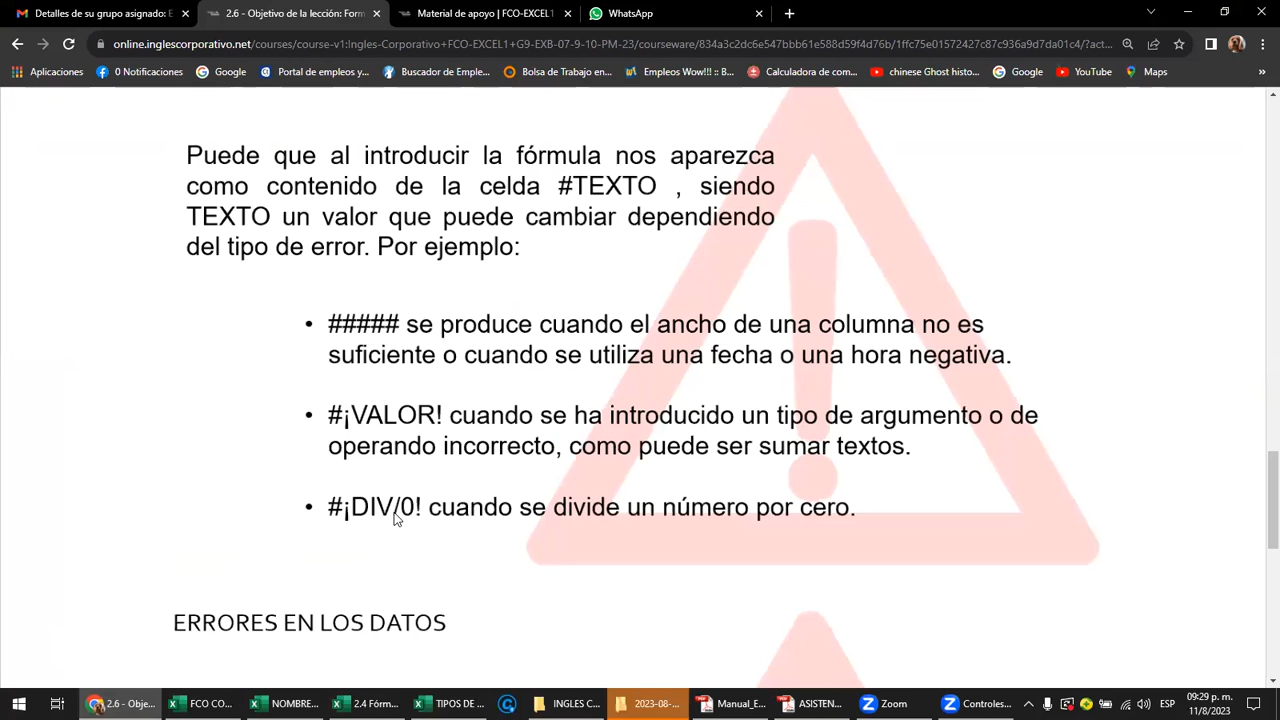 Detalles de su grupo asignado: E
2.6 - Objetivo de la lección: Form
Material de apoyo | FCO-EXCEL1
WhatsApp
online.inglescorporativo.net/courses/course-v1:Ingles-Corporativo+FCO-EXCEL1+G9-EXB-07-9-10-PM-23/courseware/834a3c2dc6e547bbb61e588d59f4d76b/1ffc75e01572427c87c936a9d7da01c4/?act...
Aplicaciones
0 Notificaciones
Google
Portal de empleos y...
Buscador de Emple...
Bolsa de Trabajo en...
Empleos Wow!!! :: B...
Calculadora de com...
chinese Ghost histo...
Google
YouTube
Maps
Puede que al introducir la fórmula nos aparezca
como contenido de la celda #TEXTO , siendo
TEXTO un valor que puede cambiar dependiendo
del tipo de error. Por ejemplo:
• ##### se produce cuando el ancho de una columna no es
suficiente o cuando se utiliza una fecha o una hora negativa.
• #¡VALOR! cuando se ha introducido un tipo de argumento o de
operando incorrecto, como puede ser sumar textos.
• #¡DIV/0! cuando se divide un número por cero.
ERRORES EN LOS DATOS
2.6 - Obje...
FCO CO...
NOMBRE...
2.4 Fórm...
TIPOS DE ...
INGLES C...
2023-08-...
Manual_E...
ASISTEN...
Zoom
Controles...
ESP
09:29 p. m.
11/8/2023